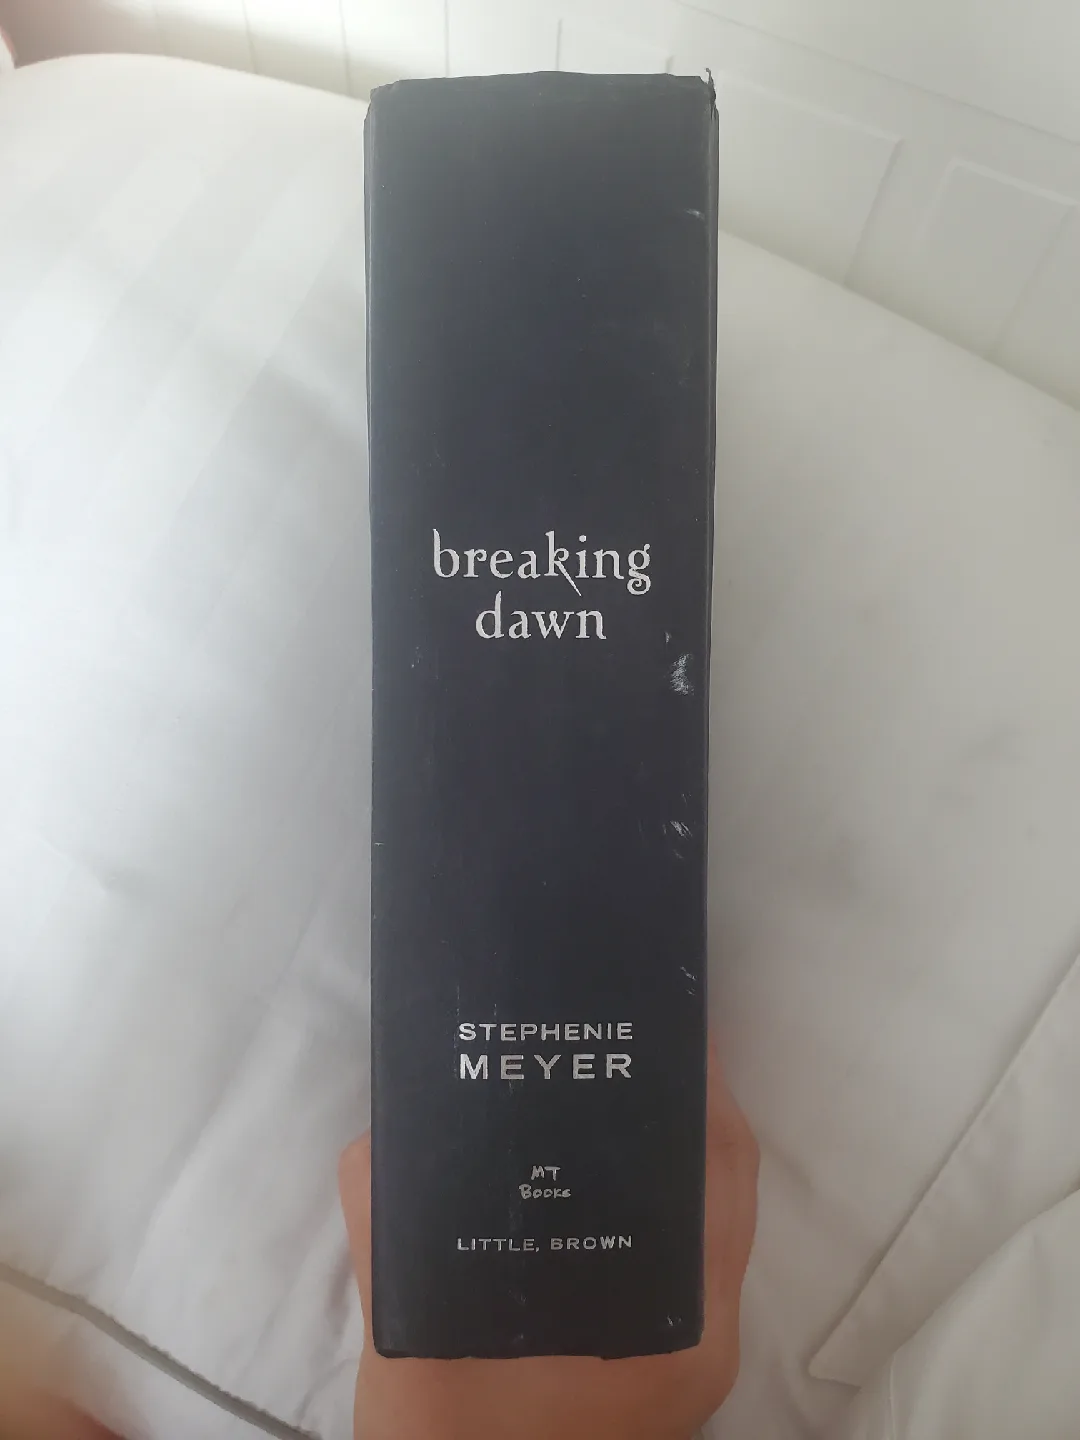 breaking
dawn
STEPHENIE
MEYER
MT
BOOKS
LITTLE, BROWN